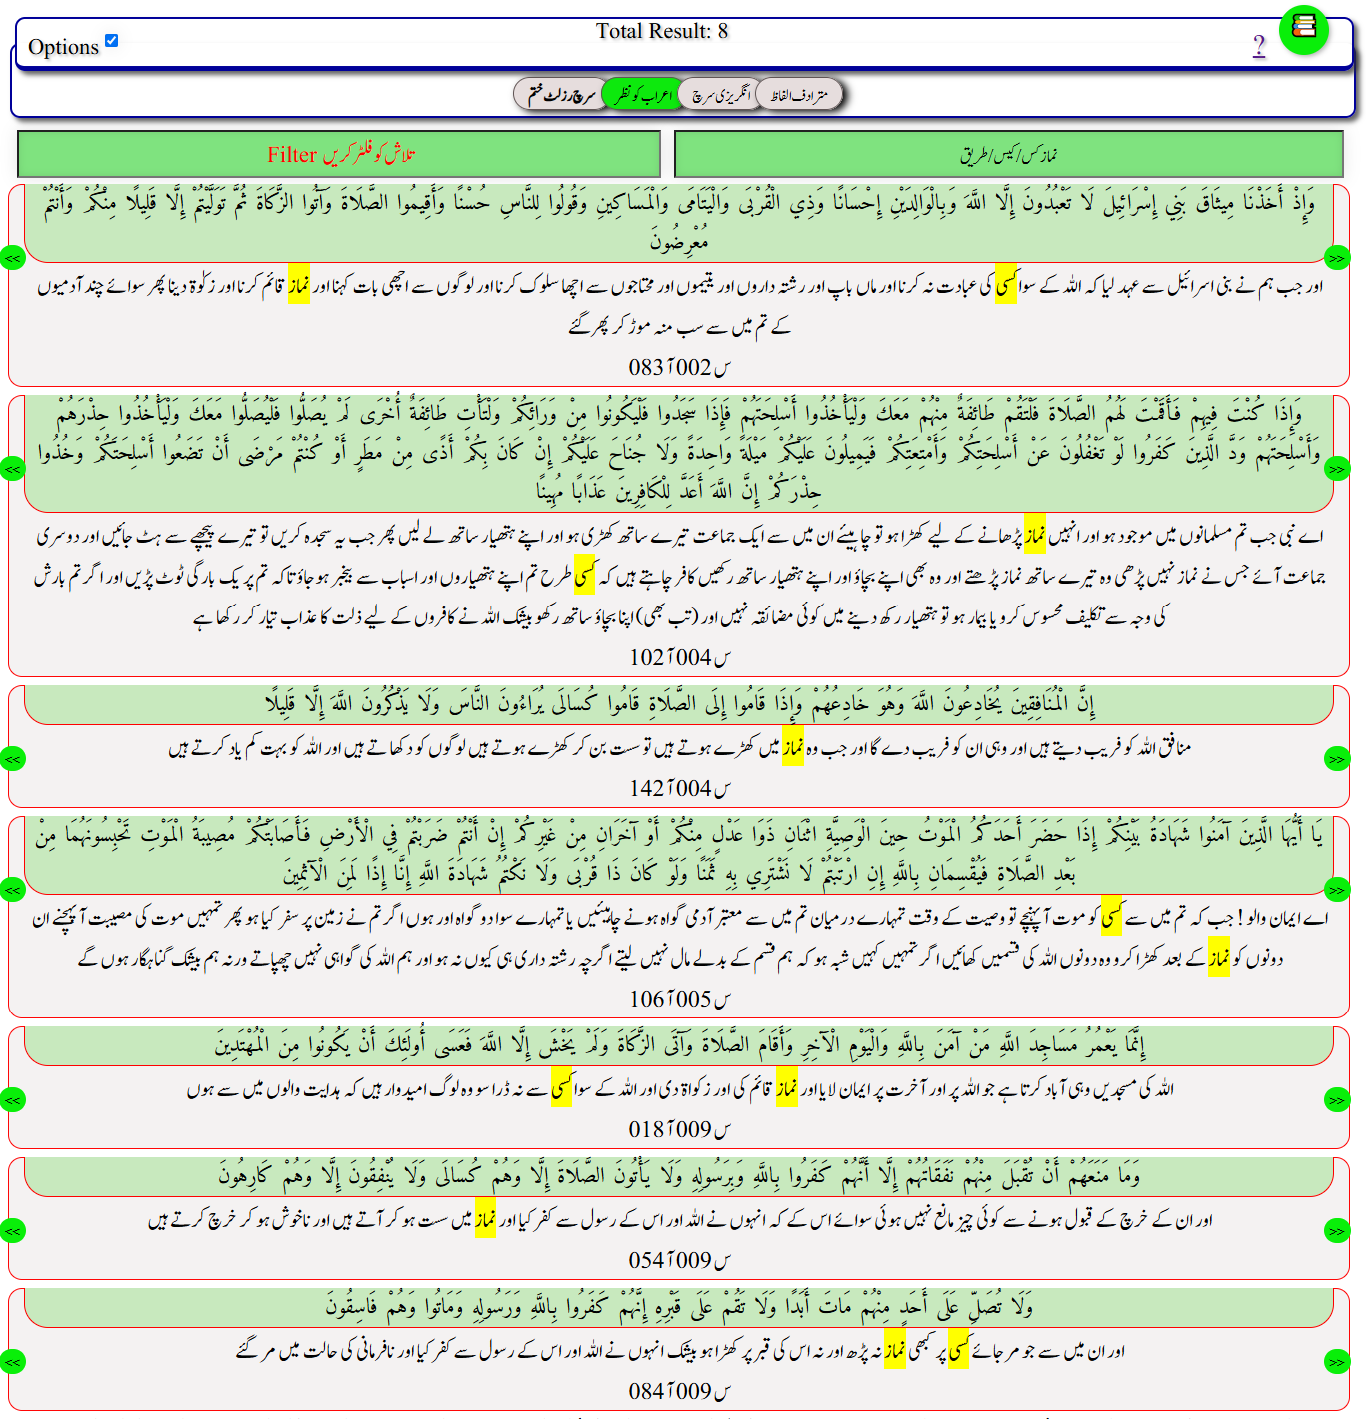 Total Result: 8
Options
?
سرچ رزلٹ ختم
اعراب کو نظر
انگریزی سرچ
مترادف الفاظ
نماز کس/کیس/طریق
تلاش کو فلٹر کریں Filter
وَإِذْ أَخَذْنَا مِيثَاقَ بَنِي إِسْرَائِيلَ لَا تَعْبُدُونَ إِلَّا اللَّهَ وَبِالْوَالِدَيْنِ إِحْسَانًا وَذِي الْقُرْبَى وَالْيَتَامَى وَالْمَسَاكِينِ وَقُولُوا لِلنَّاسِ حُسْنًا وَأَقِيمُوا الصَّلَاةَ وَآتُوا الزَّكَاةَ ثُمَّ تَوَلَّيْتُمْ إِلَّا قَلِيلًا مِنْكُمْ وَأَنْتُمْ
مُعْرِضُونَ
<< >>
اور جب ہم نے بنی اسرائیل سے عہد لیا کہ اللہ کے سوا کسی کی عبادت نہ کرنا اور ماں باپ اور رشتہ داروں اور یتیموں اور محتاجوں سے اچھا سلوک کرنا اور لوگوں سے اچھی بات کہنا اور نماز قائم کرنا اور زکوٰۃ دینا پھر سوائے چند آدمیوں
کے تم میں سے سب منہ موڑ کر پھر گئے
س002آ083
وَإِذَا كُنْتَ فِيهِمْ فَأَقَمْتَ لَهُمُ الصَّلَاةَ فَلْتَقُمْ طَائِفَةٌ مِنْهُمْ مَعَكَ وَلْيَأْخُذُوا أَسْلِحَتَهُمْ فَإِذَا سَجَدُوا فَلْيَكُونُوا مِنْ وَرَائِكُمْ وَلْتَأْتِ طَائِفَةٌ أُخْرَى لَمْ يُصَلُّوا فَلْيُصَلُّوا مَعَكَ وَلْيَأْخُذُوا حِذْرَهُمْ
وَأَسْلِحَتَهُمْ وَدَّ الَّذِينَ كَفَرُوا لَوْ تَغْفُلُونَ عَنْ أَسْلِحَتِكُمْ وَأَمْتِعَتِكُمْ فَيَمِيلُونَ عَلَيْكُمْ مَيْلَةً وَاحِدَةً وَلَا جُنَاحَ عَلَيْكُمْ إِنْ كَانَ بِكُمْ أَذًى مِنْ مَطَرٍ أَوْ كُنْتُمْ مَرْضَى أَنْ تَضَعُوا أَسْلِحَتَكُمْ وَخُذُوا
حِذْرَكُمْ إِنَّ اللَّهَ أَعَدَّ لِلْكَافِرِينَ عَذَابًا مُهِينًا
<< >>
اے نبی جب تم مسلمانوں میں موجود ہو اور انہیں نماز پڑھانے کے لیے کھڑا ہو تو چاہیئے ان میں سے ایک جماعت تیرے ساتھ کھڑی ہو اور اپنے ہتھیار ساتھ لے لیں پھر جب یہ سجدہ کریں تو تیرے پیچھے سے ہٹ جائیں اور دوسری
جماعت آئے جس نے نماز نہیں پڑھی وہ تیرے ساتھ نماز پڑھتے اور وہ بھی اپنے بچاؤ اور اپنے ہتھیار ساتھ رکھیں کافر چاہتے ہیں کہ کسی طرح تم اپنے ہتھیاروں اور اسباب سے بیخبر ہو جاؤ تاکہ تم پر یک بارگی ٹوٹ پڑیں اور اگر تم بارش
کی وجہ سے تکلیف محسوس کرو یا بیمار ہو تو ہتھیار رکھ دینے میں کوئی مضائقہ نہیں اور (تب بھی) اپنا بچاؤ ساتھ رکھو بیشک اللہ نے کافروں کے لیے ذلت کا عذاب تیار کر رکھا ہے
س004آ102
إِنَّ الْمُنَافِقِينَ يُخَادِعُونَ اللَّهَ وَهُوَ خَادِعُهُمْ وَإِذَا قَامُوا إِلَى الصَّلَاةِ قَامُوا كُسَالَى يُرَاءُونَ النَّاسَ وَلَا يَذْكُرُونَ اللَّهَ إِلَّا قَلِيلًا
<< >>
منافق اللہ کو فریب دیتے ہیں اور وہی ان کو فریب دے گا اور جب وہ نماز میں کھڑے ہوتے ہیں تو سست بن کر کھڑے ہوتے ہیں لوگوں کو دکھاتے ہیں اور اللہ کو بہت کم یاد کرتے ہیں
س004آ142
يَا أَيُّهَا الَّذِينَ آمَنُوا شَهَادَةُ بَيْنِكُمْ إِذَا حَضَرَ أَحَدَكُمُ الْمَوْتُ حِينَ الْوَصِيَّةِ اثْنَانِ ذَوَا عَدْلٍ مِنْكُمْ أَوْ آخَرَانِ مِنْ غَيْرِكُمْ إِنْ أَنْتُمْ ضَرَبْتُمْ فِي الْأَرْضِ فَأَصَابَتْكُمْ مُصِيبَةُ الْمَوْتِ تَحْبِسُونَهُمَا مِنْ
بَعْدِ الصَّلَاةِ فَيُقْسِمَانِ بِاللَّهِ إِنِ ارْتَبْتُمْ لَا نَشْتَرِي بِهِ ثَمَنًا وَلَوْ كَانَ ذَا قُرْبَى وَلَا نَكْتُمُ شَهَادَةَ اللَّهِ إِنَّا إِذًا لَمِنَ الْآثِمِينَ
<< >>
اے ایمان والو! جب کہ تم میں سے کسی کو موت آ پہنچے تو وصیت کے وقت تمہارے درمیان تم میں سے معتبر آدمی گواہ ہونے چاہیئیں یا تمہارے سوا دو گواہ اور ہوں اگر تم نے زمین پر سفر کیا ہو پھر تمہیں موت کی مصیبت آ پہنچے ان
دونوں کو نماز کے بعد کھڑا کرو وہ دونوں اللہ کی قسمیں کھائیں اگر تمہیں کہیں شبہ ہو کہ ہم قسم کے بدلے مال نہیں لیتے اگرچہ رشتہ داری ہی کیوں نہ ہو اور ہم اللہ کی گواہی نہیں چھپاتے ورنہ ہم بیشک گناہگار ہوں گے
س005آ106
إِنَّمَا يَعْمُرُ مَسَاجِدَ اللَّهِ مَنْ آمَنَ بِاللَّهِ وَالْيَوْمِ الْآخِرِ وَأَقَامَ الصَّلَاةَ وَآتَى الزَّكَاةَ وَلَمْ يَخْشَ إِلَّا اللَّهَ فَعَسَى أُولَئِكَ أَنْ يَكُونُوا مِنَ الْمُهْتَدِينَ
<< >>
اللہ کی مسجدیں وہی آباد کرتا ہے جو اللہ پر اور آخرت پر ایمان لایا اور نماز قائم کی اور زکواۃ دی اور اللہ کے سوا کسی سے نہ ڈرا سو وہ لوگ امیدوار ہیں کہ ہدایت والوں میں سے ہوں
س009آ018
وَمَا مَنَعَهُمْ أَنْ تُقْبَلَ مِنْهُمْ نَفَقَاتُهُمْ إِلَّا أَنَّهُمْ كَفَرُوا بِاللَّهِ وَبِرَسُولِهِ وَلَا يَأْتُونَ الصَّلَاةَ إِلَّا وَهُمْ كُسَالَى وَلَا يُنْفِقُونَ إِلَّا وَهُمْ كَارِهُونَ
<< >>
اور ان کے خرچ کے قبول ہونے سے کوئی چیز مانع نہیں ہوئی سوائے اس کے کہ انہوں نے اللہ اور اس کے رسول سے کفر کیا اور نماز میں سست ہو کر آتے ہیں اور ناخوش ہو کر خرچ کرتے ہیں
س009آ054
وَلَا تُصَلِّ عَلَى أَحَدٍ مِنْهُمْ مَاتَ أَبَدًا وَلَا تَقُمْ عَلَى قَبْرِهِ إِنَّهُمْ كَفَرُوا بِاللَّهِ وَرَسُولِهِ وَمَاتُوا وَهُمْ فَاسِقُونَ
<< >>
اور ان میں سے جو مر جائے کسی پر کبھی نماز نہ پڑھ اور نہ اس کی قبر پر کھڑا ہو بیشک انہوں نے اللہ اور اس کے رسول سے کفر کیا اور نافرمانی کی حالت میں مر گئے
س009آ084